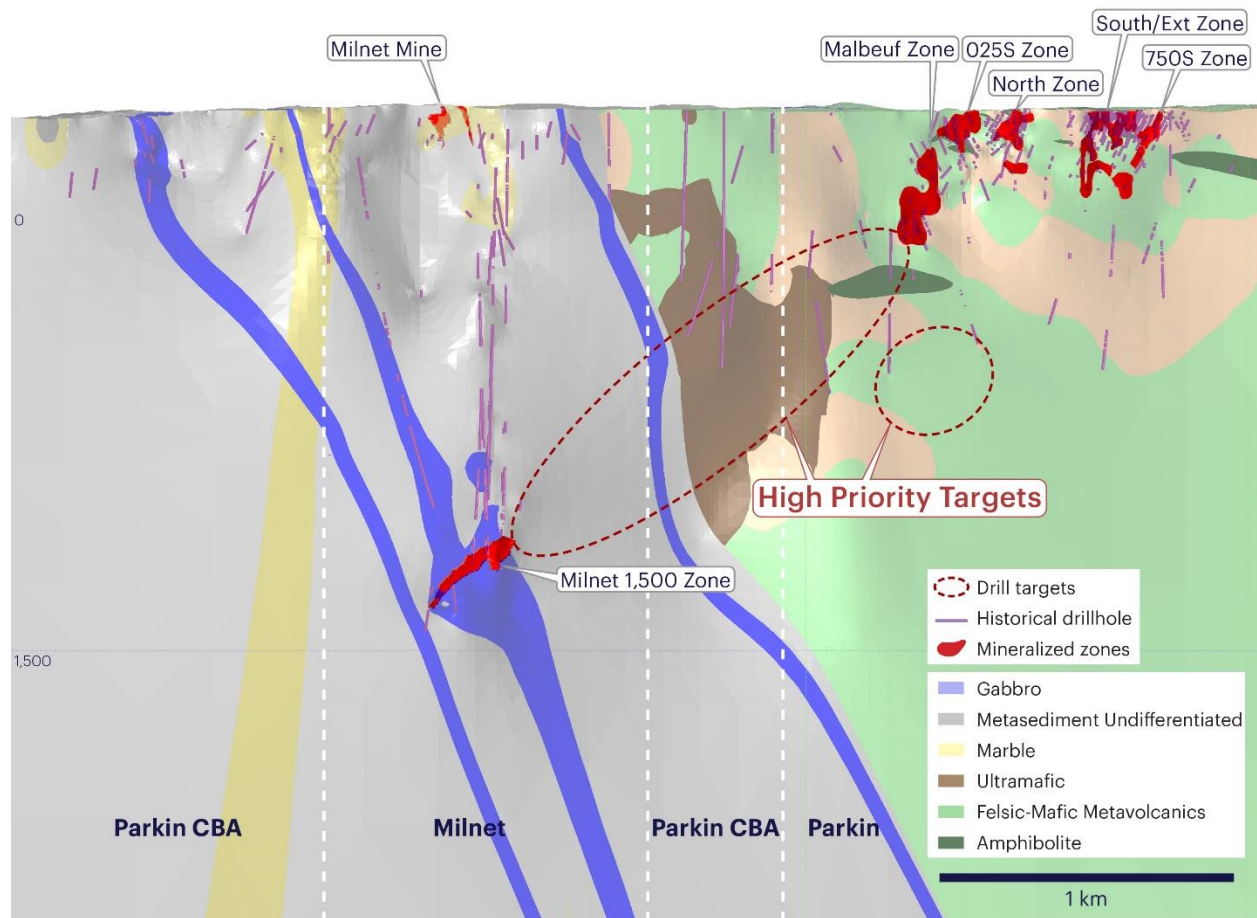 South/Ext Zone
Milnet Mine
Malbeuf Zone
025S Zone
750S Zone
North Zone
0
High Priority Targets
Milnet 1,500 Zone
Drill targets
Historical drillhole
Mineralized zones
1,500
Gabbro
Metasediment Undifferentiated
Marble
Ultramafic
Felsic-Mafic Metavolcanics
Amphibolite
Parkin CBA
Milnet
Parkin CBA
Parkin
1 km